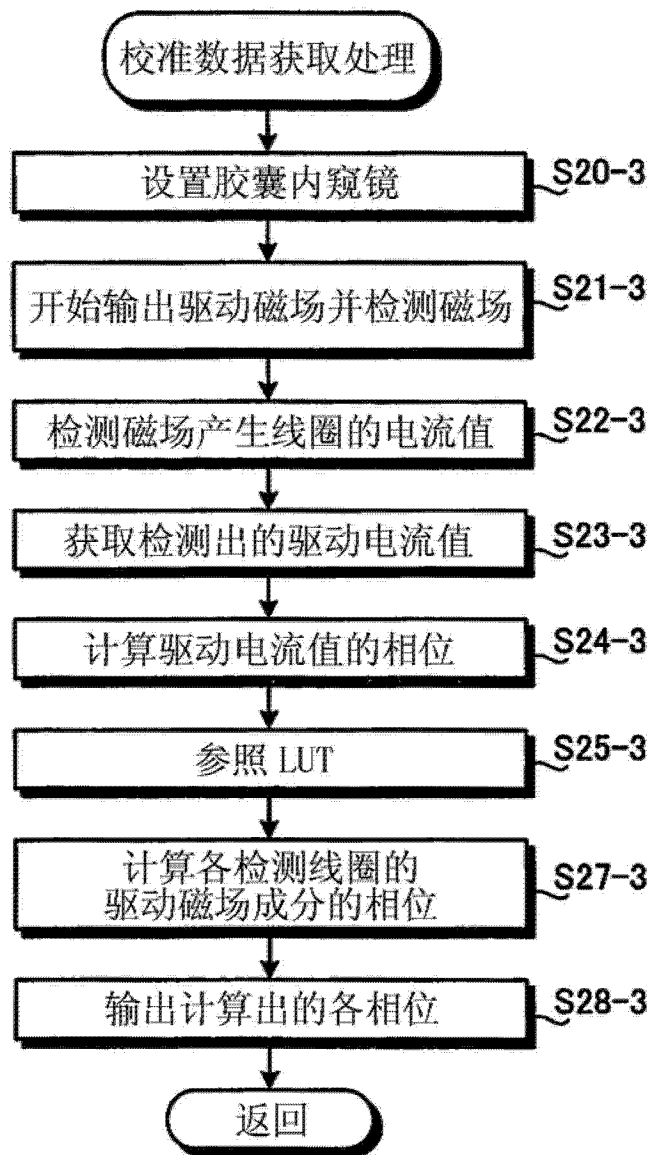 校准数据获取处理
设置胶囊内窥镜
S20-3
开始输出驱动磁场并检测磁场
S21-3
检测磁场产生线圈的电流值
S22-3
获取检测出的驱动电流值
S23-3
计算驱动电流值的相位
S24-3
参照 LUT
S25-3
计算各检测线圈的
驱动磁场成分的相位
S27-3
输出计算出的各相位
S28-3
返回